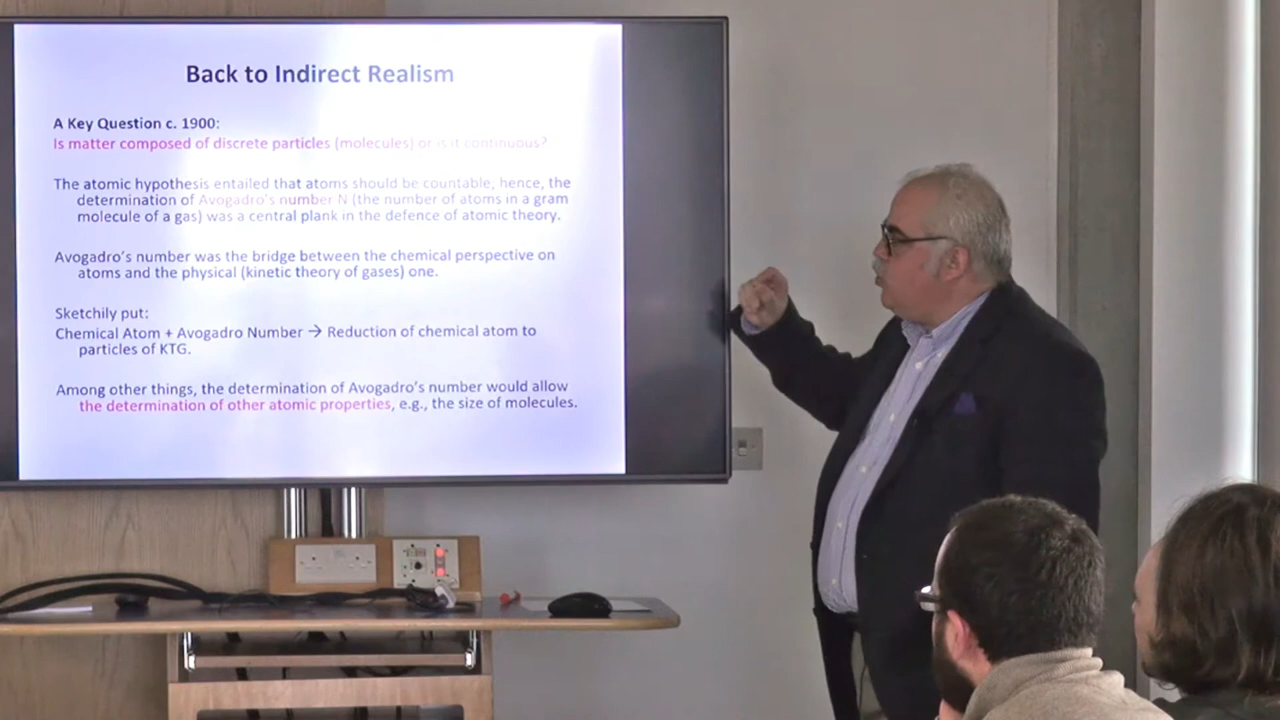 Back to Indirect Realism
A Key Question c. 1900:
Is matter composed of discrete particles (molecules) or is it continuous?
The atomic hypothesis entailed that atoms should be countable, hence, the
determination of Avogadro's number N (the number of atoms in a gram
molecule of a gas) was a central plank in the defence of atomic theory.
Avogadro's number was the bridge between the chemical perspective on
atoms and the physical (kinetic theory of gases) one.
Sketchily put:
Chemical Atom + Avogadro Number → Reduction of chemical atom to
particles of KTG.
Among other things, the determination of Avogadro's number would allow
the determination of other atomic properties, e.g., the size of molecules.